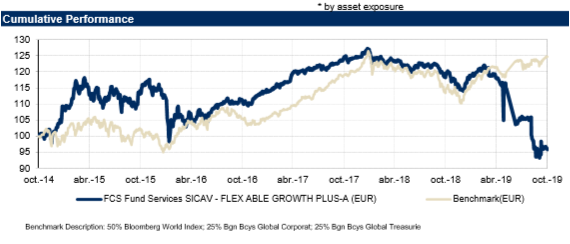 * by asset exposure
Cumulative Performance
130
125
120
115
110
105
100
95
90
oct.-14 abr.-15 oct.-15 abr.-16 oct.-16 abr.-17 oct.-17 abr.-18 oct.-18 abr.-19 oct.-19
FCS Fund Services SICAV - FLEX ABLE GROWTH PLUS-A (EUR) Benchmark(EUR)
Benchmark Description: 50% Bloomberg World Index; 25% Bgn Bcys Global Corporat; 25% Bgn Bcys Global Treasurie